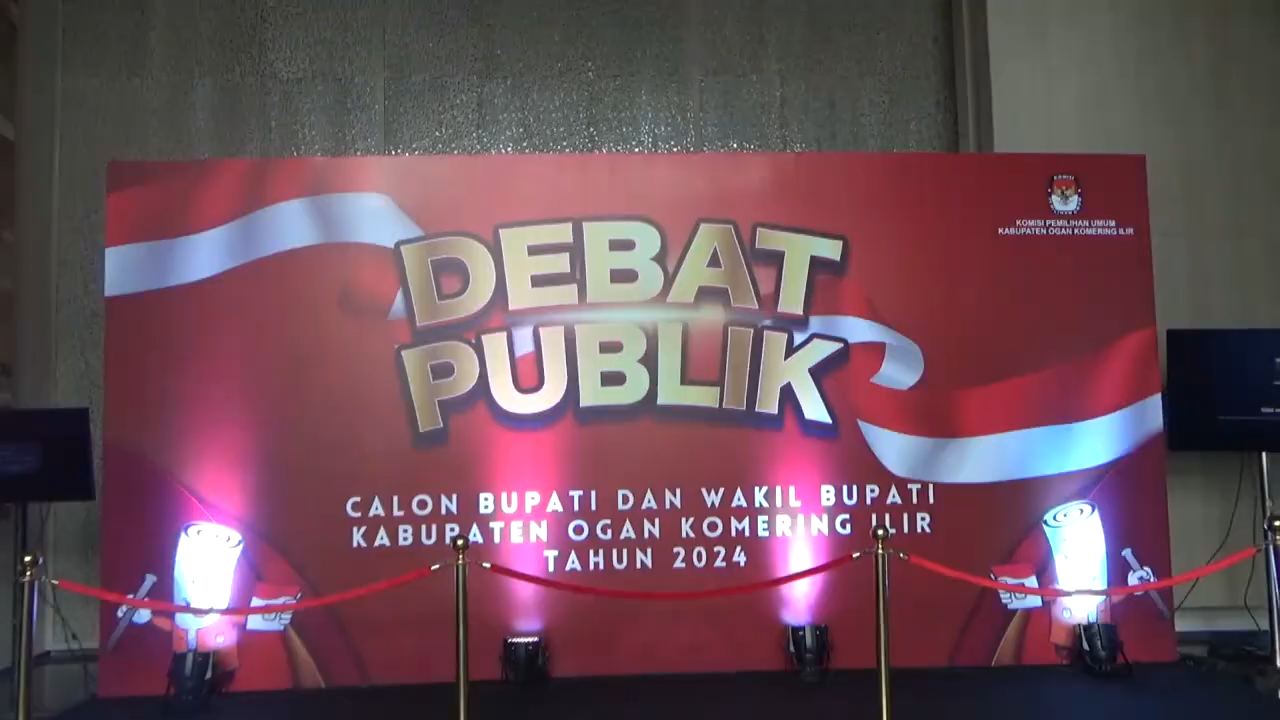 KOMISI PEMILIHAN UMUM
KABUPATEN OGAN KOMERING ILIR
DEBAT
PUBLIK
CALON BUPATI DAN WAKIL BUPATI
KABUPATEN OGAN KOMERING ILIR
TAHUN 2024